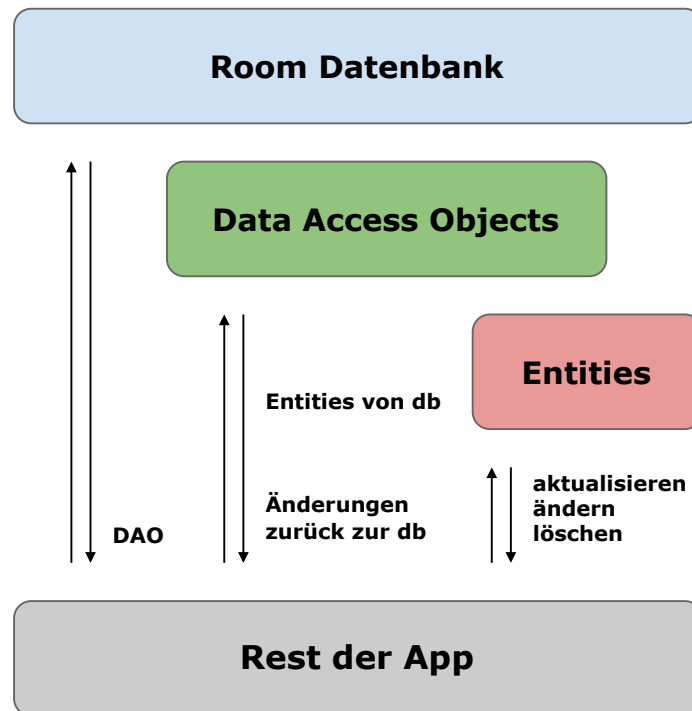 Room Datenbank
Data Access Objects
Entities
Entities von db
aktualisieren
ändern
löschen
Änderungen
zurück zur db
DAO
Rest der App